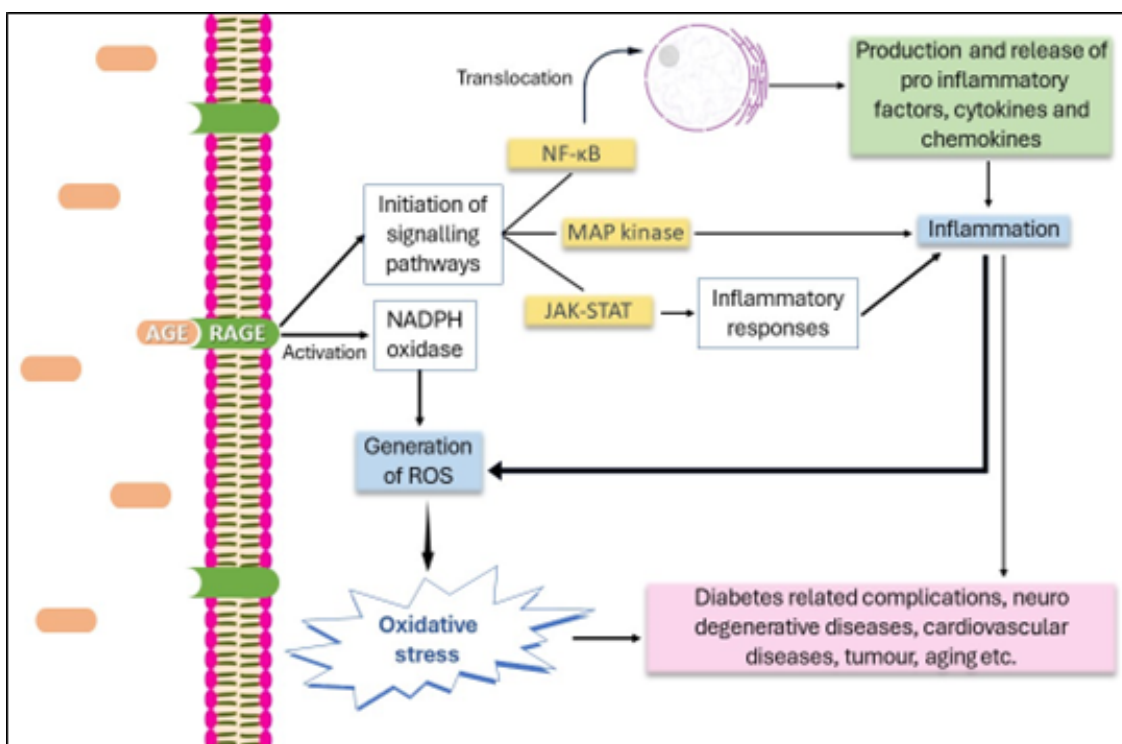 Translocation
Production and release of
pro inflammatory
factors, cytokines and
chemokines
NF-κB
Initiation of
signalling
pathways
MAP kinase
Inflammation
JAK-STAT
Inflammatory
responses
AGE
RAGE
Activation
NADPH
oxidase
Generation
of ROS
Oxidative
stress
Diabetes related complications, neuro
degenerative diseases, cardiovascular
diseases, tumour, aging etc.